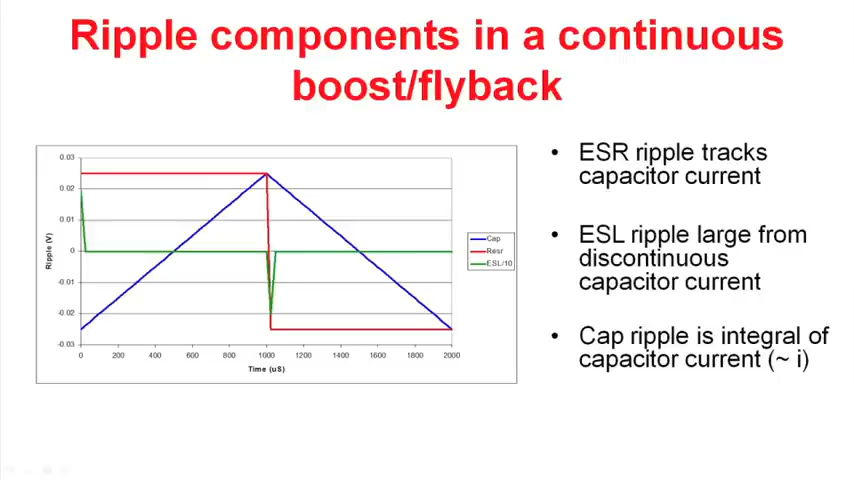 Ripple components in a continuous
boost/flyback
0.03
0.02
0.01
0
-0.01
-0.02
-0.03
Ripple (V)
0 200 400 600 800 1000 1200 1400 1600 1800 2000
Time (uS)
Cap
Resr
ESL/10
• ESR ripple tracks
capacitor current
• ESL ripple large from
discontinuous
capacitor current
• Cap ripple is integral of
capacitor current (~ i)